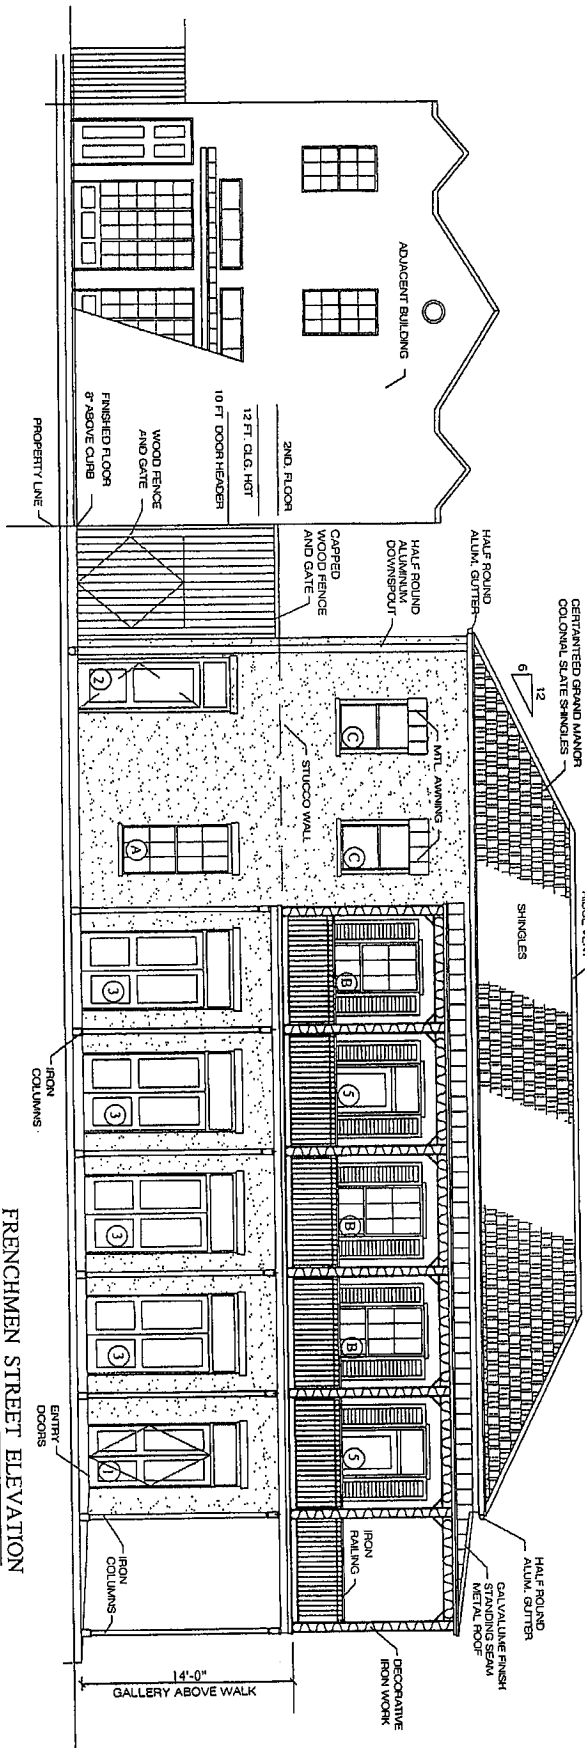 ADJACENT BUILDING
2ND. FLOOR
12 FT. CLG. HGT
10 FT DOOR HEADER
FINISHED FLOOR
8" ABOVE CURB
WOOD FENCE
AND GATE
PROPERTY LINE
CAPPED
WOOD FENCE
AND GATE
HALF ROUND
ALUMINUM
DOWNSPOUT
HALF ROUND
ALUM. GUTTER
CERTAINTEED GRAND MANOR
COLONIAL SLATE SHINGLES
12
6
SHINGLES
MTL. AWNING
STUCCO WALL
C
C
2
A
B
5
B
B
5
3
3
3
3
1
IRON
COLUMNS
ENTRY
DOORS
IRON
COLUMNS
IRON
RAILING
HALF ROUND
ALUM. GUTTER
GALVALUME FINISH
STANDING SEAM
METAL ROOF
DECORATIVE
IRON WORK
14'-0"
GALLERY ABOVE WALK
FRENCHMEN STREET ELEVATION